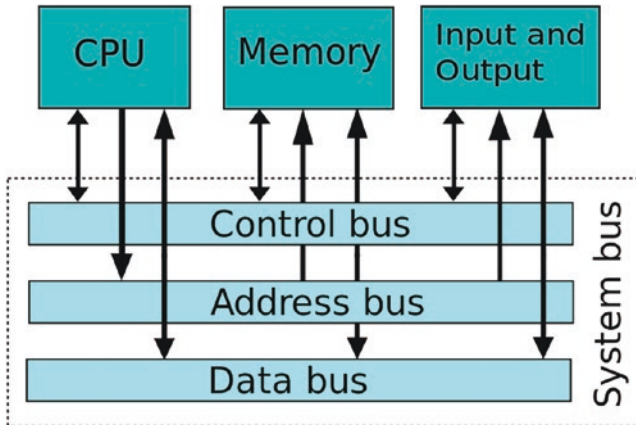 CPU
Memory
Input and
Output
Control bus
Address bus
Data bus
System bus